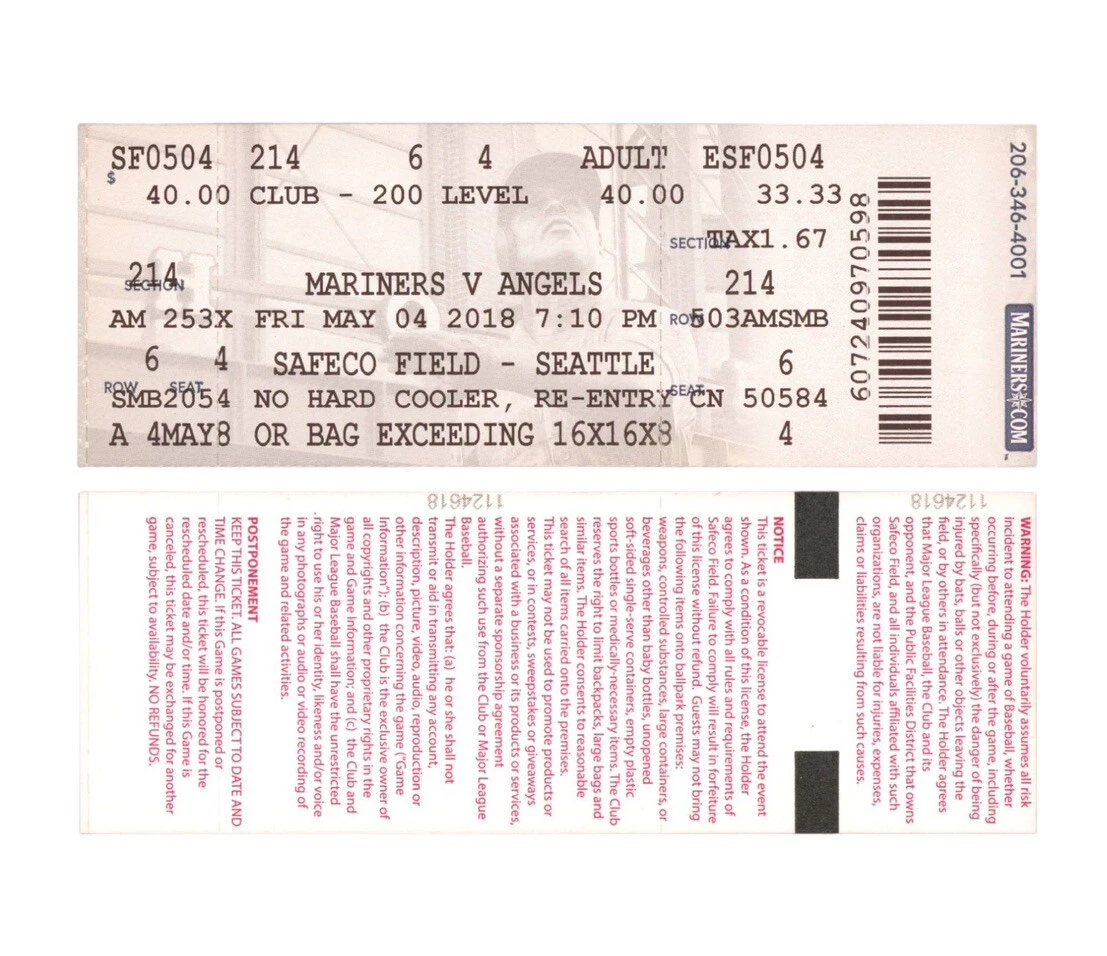 SF0504 214 6 4 ADULT ESF0504
$ 40.00 CLUB - 200 LEVEL 40.00 33.33
SECTION TAX1.67
214 SECTION MARINERS V ANGELS 214
AM 253X FRI MAY 04 2018 7:10 PM ROW 503AMSMB
6 4 SAFECO FIELD - SEATTLE 6
ROW SEAT SEAT
SMB2054 NO HARD COOLER, RE-ENTRY CN 50584
A 4MAY8 OR BAG EXCEEDING 16X16X8 4
206-346-4001
MARINERS.COM
™
1124618
1124618
WARNING: The Holder voluntarily assumes all risk
incident to attending a game of Baseball, whether
occurring before, during or after the game, including
specifically (but not exclusively) the danger of being
injured by bats, balls or other objects leaving the
field, or by others in attendance. The Holder agrees
that Major League Baseball, the Club and its
opponent, and the Public Facilities District that owns
Safeco Field, and all individuals affiliated with such
organizations, are not liable for injuries, expenses,
claims or liabilities resulting from such causes.
NOTICE
This ticket is a revocable license to attend the event
shown. As a condition of this license, the Holder
agrees to comply with all rules and requirements of
Safeco Field. Failure to comply will result in forfeiture
of this license without refund. Guests may not bring
the following items onto ballpark premises:
weapons, controlled substances, large containers, or
beverages other than baby bottles, unopened
soft-sided single-serve containers, empty plastic
sports bottles or medically-necessary items. The Club
reserves the right to limit backpacks, large bags and
similar items. The Holder consents to reasonable
search of all items carried onto the premises.
This ticket may not be used to promote products or
services, or in contests, sweepstakes or giveaways
associated with a business or its products or services,
without a separate sponsorship agreement
authorizing such use from the Club or Major League
Baseball.
The Holder agrees that: (a) he or she shall not
transmit or aid in transmitting any account,
description, picture, video, audio, reproduction or
other information concerning the game ("Game
Information"); (b) the Club is the exclusive owner of
all copyrights and other proprietary rights in the
game and Game Information; and (c) the Club and
Major League Baseball shall have the unrestricted
right to use his or her identity, likeness and/or voice
in any photographs or audio or video recording of
the game and related activities.
POSTPONEMENT
KEEP THIS TICKET. ALL GAMES SUBJECT TO DATE AND
TIME CHANGE. If this Game is postponed or
rescheduled, this ticket will be honored for the
rescheduled date and/or time. If this Game is
canceled, this ticket may be exchanged for another
game, subject to availability. NO REFUNDS.